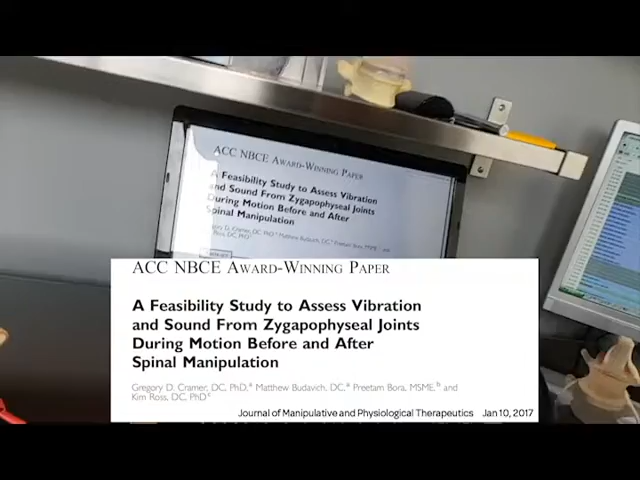 ACC NBCE AWARD-WINNING PAPER
A Feasibility Study to Assess Vibration
and Sound From Zygapophyseal Joints
During Motion Before and After
Spinal Manipulation
ACC NBCE AWARD-WINNING PAPER
A Feasibility Study to Assess Vibration
and Sound From Zygapophyseal Joints
During Motion Before and After
Spinal Manipulation
Gregory D. Cramer, DC, PhD,ᵃ Matthew Budavich, DC,ᵃ Preetam Bora, MSME,ᵇ and
Kim Ross, DC, PhDᶜ
Journal of Manipulative and Physiological Therapeutics Jan 10, 2017